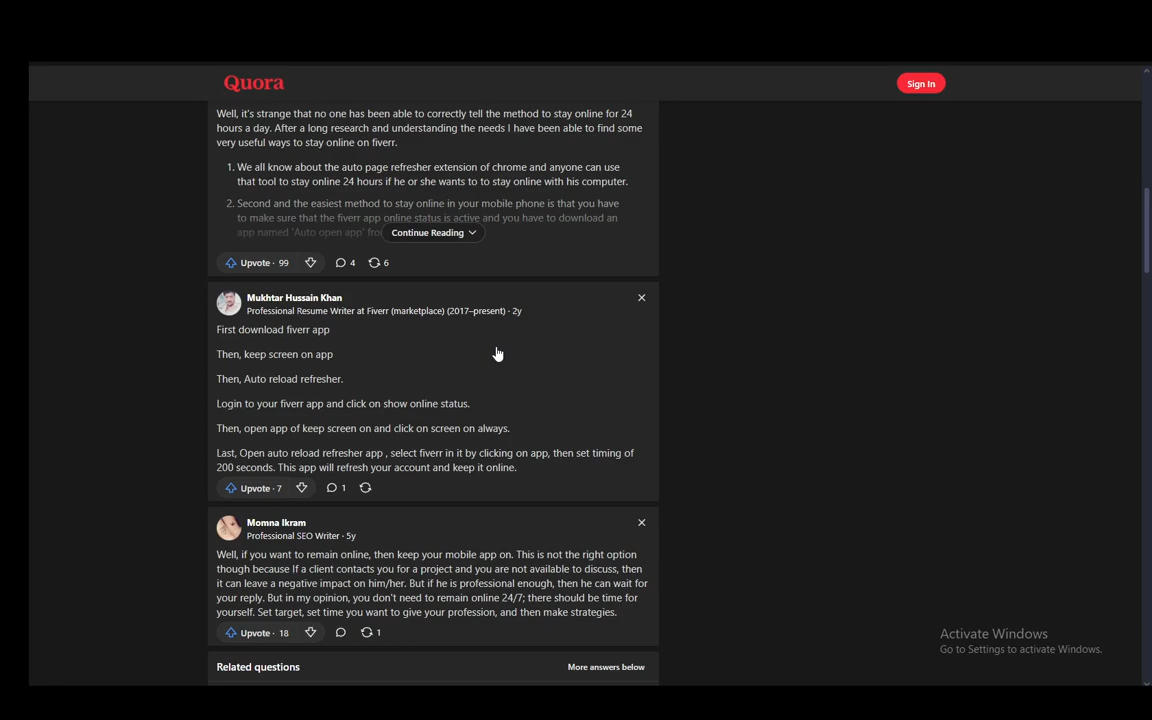 Quora
Sign In
Well, it's strange that no one has been able to correctly tell the method to stay online for 24
hours a day. After a long research and understanding the needs I have been able to find some
very useful ways to stay online on fiverr.
1. We all know about the auto page refresher extension of chrome and anyone can use
that tool to stay online 24 hours if he or she wants to to stay online with his computer.
2. Second and the easiest method to stay online in your mobile phone is that you have
to make sure that the fiverr app online status is active and you have to download an
app named 'Auto open app' fro
Continue Reading
Upvote · 99 4 6
Mukhtar Hussain Khan
Professional Resume Writer at Fiverr (marketplace) (2017–present) · 2y
First download fiverr app
Then, keep screen on app
Then, Auto reload refresher.
Login to your fiverr app and click on show online status.
Then, open app of keep screen on and click on screen on always.
Last, Open auto reload refresher app , select fiverr in it by clicking on app, then set timing of
200 seconds. This app will refresh your account and keep it online.
Upvote · 7 1
Momna Ikram
Professional SEO Writer · 5y
Well, if you want to remain online, then keep your mobile app on. This is not the right option
though because If a client contacts you for a project and you are not available to discuss, then
it can leave a negative impact on him/her. But if he is professional enough, then he can wait for
your reply. But in my opinion, you don't need to remain online 24/7; there should be time for
yourself. Set target, set time you want to give your profession, and then make strategies.
Upvote · 18 1
Related questions
More answers below
Activate Windows
Go to Settings to activate Windows.